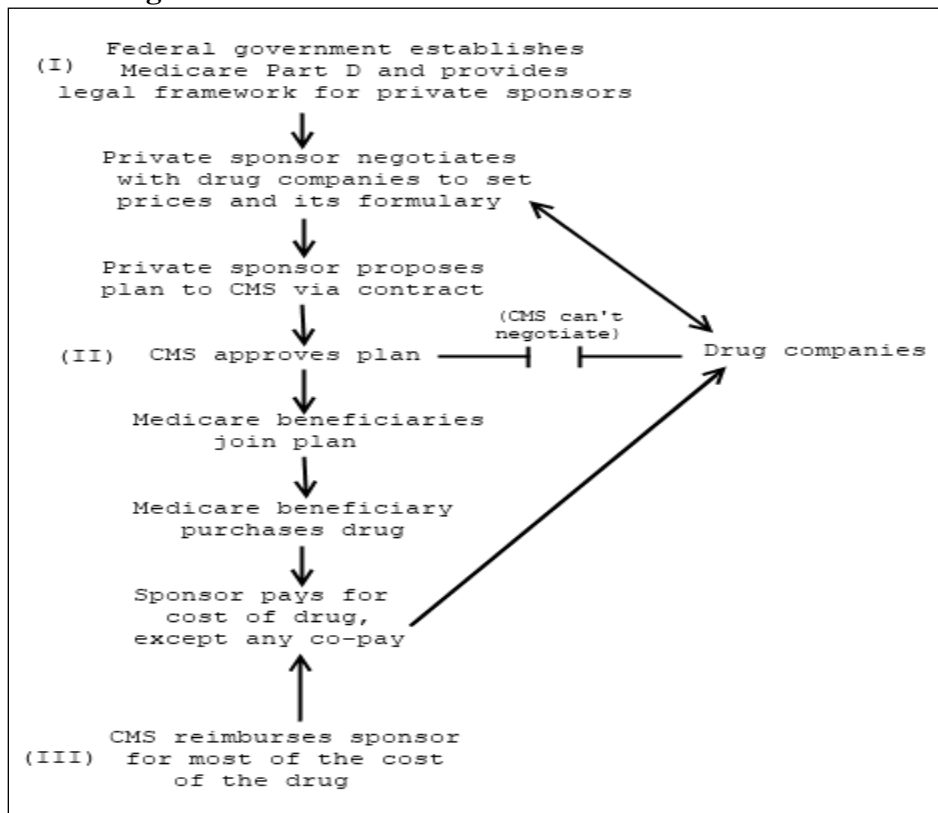 Federal government establishes
(I) Medicare Part D and provides
legal framework for private sponsors
Private sponsor negotiates
with drug companies to set
prices and its formulary
Private sponsor proposes
plan to CMS via contract
(CMS can't
negotiate)
(II) CMS approves plan
Drug companies
Medicare beneficiaries
join plan
Medicare beneficiary
purchases drug
Sponsor pays for
cost of drug,
except any co-pay
CMS reimburses sponsor
(III) for most of the cost
of the drug